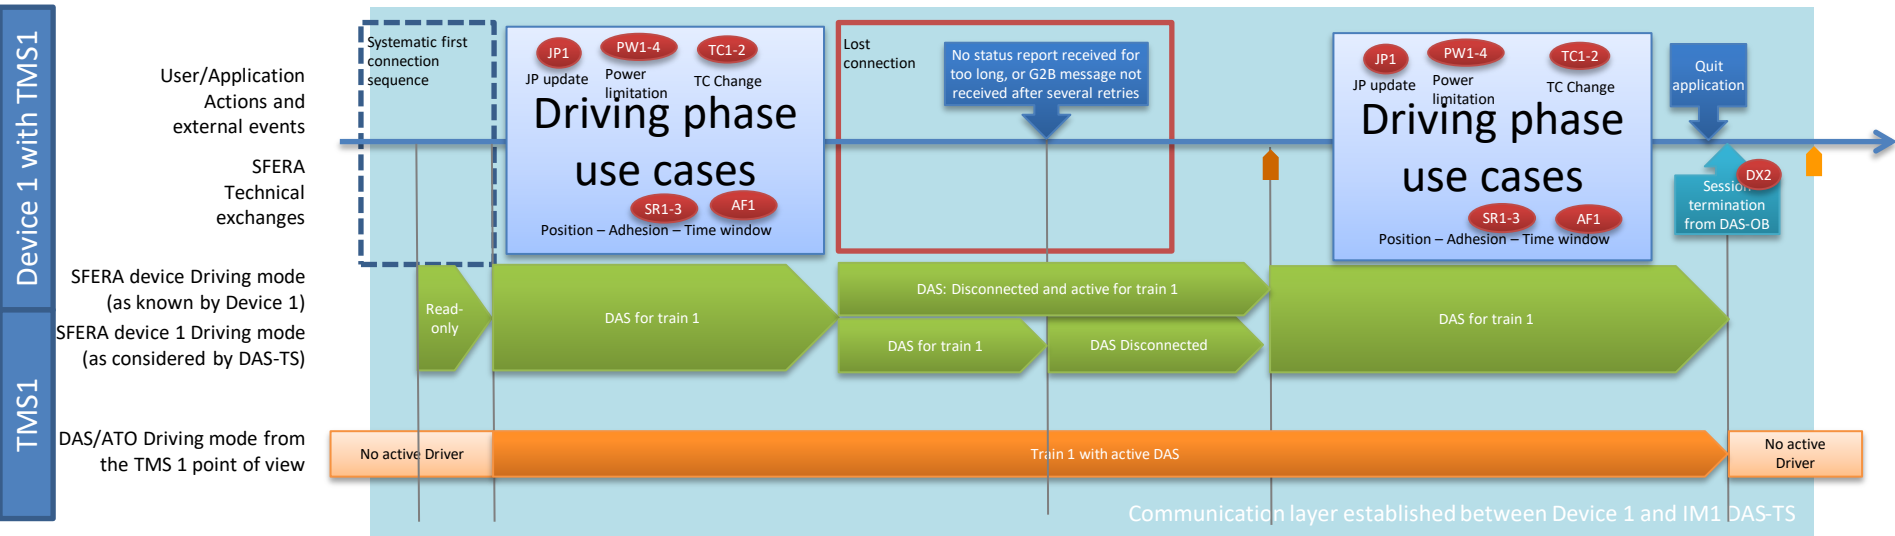 Device 1 with TMS1
TMS1
User/Application
Actions and
external events
SFERA
Technical
exchanges
SFERA device Driving mode
(as known by Device 1)
SFERA device 1 Driving mode
(as considered by DAS-TS)
DAS/ATO Driving mode from
the TMS 1 point of view
Systematic first
connection
sequence
JP1
PW1-4
TC1-2
JP update
Power
limitation
TC Change
Driving phase
use cases
SR1-3
AF1
Position – Adhesion – Time window
Lost
connection
No status report received for
too long, or G2B message not
received after several retries
JP1
PW1-4
TC1-2
JP update
Power
limitation
TC Change
Driving phase
use cases
SR1-3
AF1
Position – Adhesion – Time window
Quit
application
DX2
Session
termination
from DAS-OB
Read-
only
DAS for train 1
DAS: Disconnected and active for train 1
DAS for train 1
DAS Disconnected
DAS for train 1
No active Driver
Train 1 with active DAS
No active
Driver
Communication layer established between Device 1 and IM1 DAS-TS